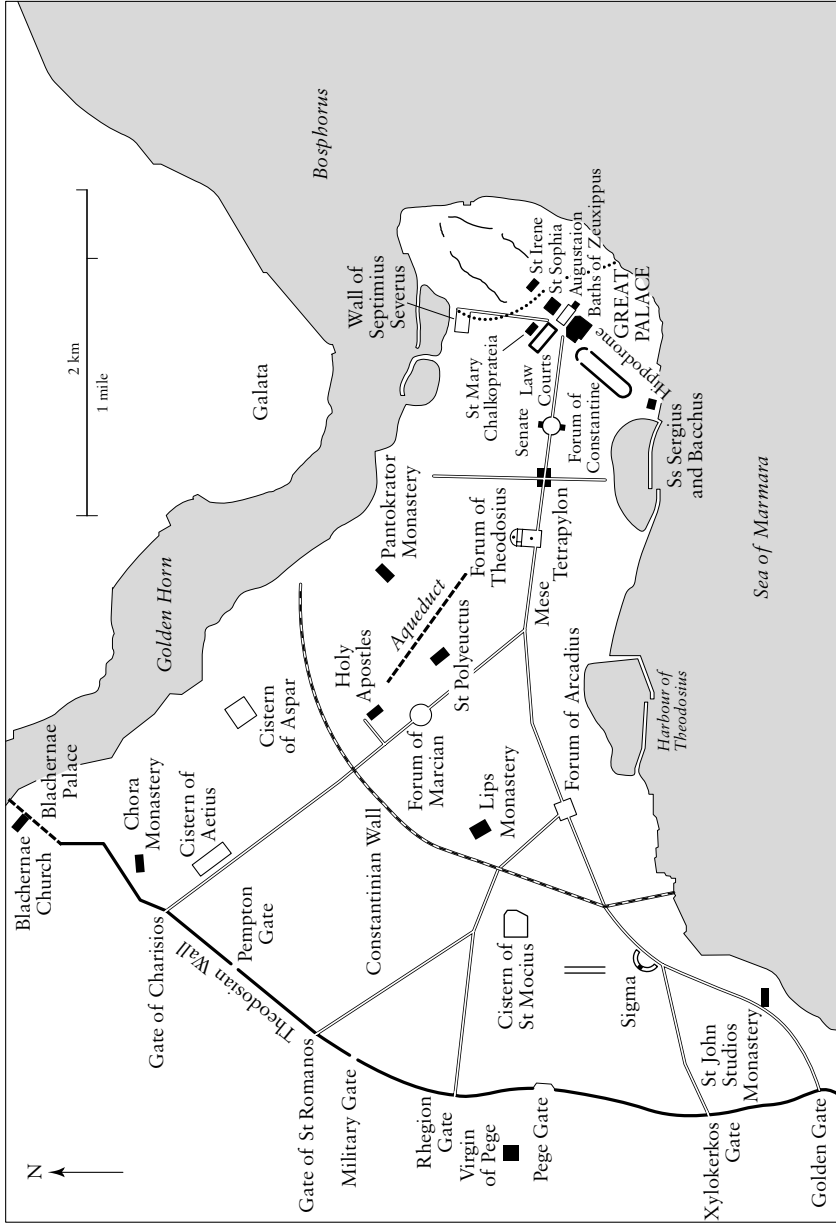 N
Blachernae
Church
Blachernae
Palace
Golden Horn
Bosphorus
2 km
1 mile
Galata
Chora
Monastery
Cistern of
Aetius
Cistern
of Aspar
Gate of Charisios
Theodosian Wall
Pempton
Gate
Gate of St Romanos
Military Gate
Rhegion
Gate
Virgin
of Pege
Pege Gate
Xylokerkos
Gate
Golden Gate
Constantinian Wall
Holy
Apostles
Aqueduct
Pantokrator
Monastery
St Polyeuctus
Forum of
Marcian
Lips
Monastery
Cistern of
St Mocius
Sigma
St John
Studios
Monastery
Forum of Arcadius
Mese
Forum of
Theodosius
Tetrapylon
Harbour of
Theodosius
Wall of
Septimius
Severus
St Mary
Chalkoprateia
Senate
Law
Courts
Forum of
Constantine
St Irene
St Sophia
Augustaion
Baths of Zeuxippus
GREAT
PALACE
Hippodrome
Ss Sergius
and Bacchus
Sea of Marmara